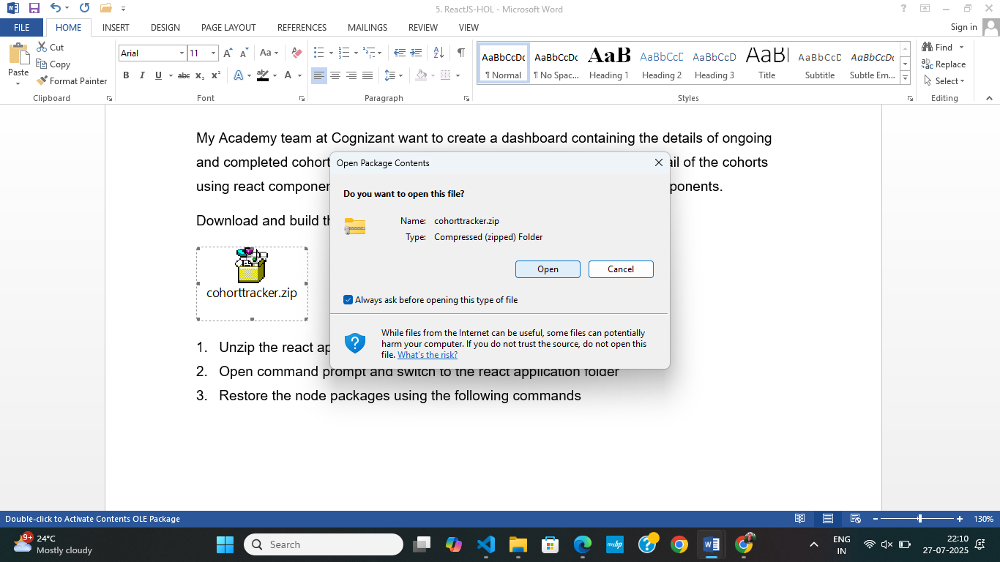 5. ReactJS-HOL - Microsoft Word
FILE HOME INSERT DESIGN PAGE LAYOUT REFERENCES MAILINGS REVIEW VIEW Sign in
Paste
Cut
Copy
Format Painter
Clipboard
Arial 11
Font
Paragraph
AaBbCcDc AaBbCcDc AaB AaBbCcD AaBbCcD AaBl AaBbCcD AaBbCcDc
¶ Normal ¶ No Spac... Heading 1 Heading 2 Heading 3 Title Subtitle Subtle Em...
Styles
Find
Replace
Select
Editing
My Academy team at Cognizant want to create a dashboard containing the details of ongoing
and completed cohort
of the cohorts
using react componen
ponents.
Download and build th
cohorttracker.zip
1. Unzip the react ap
2. Open command prompt and switch to the react application folder
3. Restore the node packages using the following commands
Open Package Contents
Do you want to open this file?
Name: cohorttracker.zip
Type: Compressed (zipped) Folder
Open Cancel
Always ask before opening this type of file
While files from the Internet can be useful, some files can potentially
harm your computer. If you do not trust the source, do not open this
file. What's the risk?
Double-click to Activate Contents OLE Package
130%
9+
24°C
Mostly cloudy
Search
myhp
ENG
IN
22:10
27-07-2025